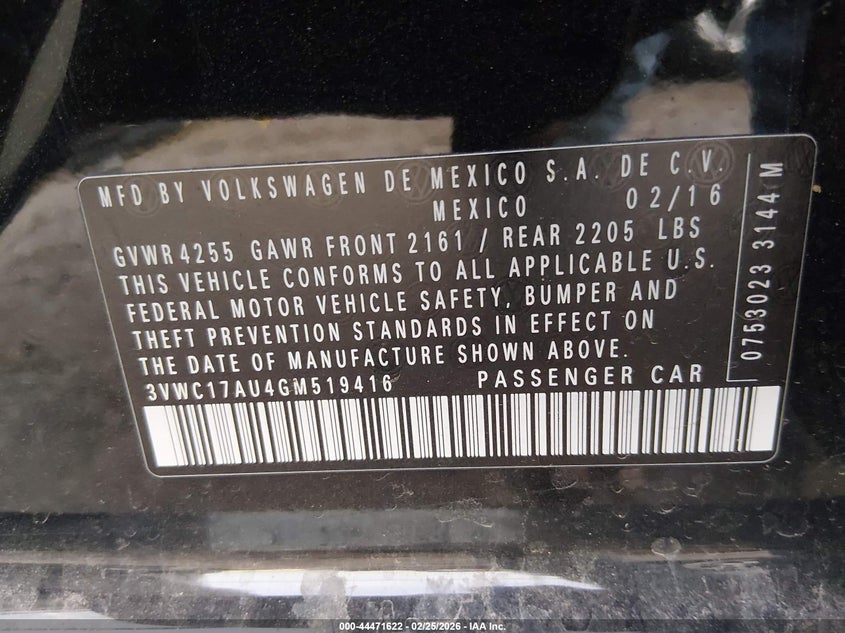 MFD BY VOLKSWAGEN DE MEXICO S.A. DE C.V.
MEXICO 02/16
GVWR 4255 GAWR FRONT 2161 / REAR 2205 LBS
THIS VEHICLE CONFORMS TO ALL APPLICABLE U.S.
FEDERAL MOTOR VEHICLE SAFETY, BUMPER AND
THEFT PREVENTION STANDARDS IN EFFECT ON
THE DATE OF MANUFACTURE SHOWN ABOVE.
3VWC17AU4GM519416 PASSENGER CAR
0753023 3144 M
000-44471622 - 02/25/2026 - IAA Inc.